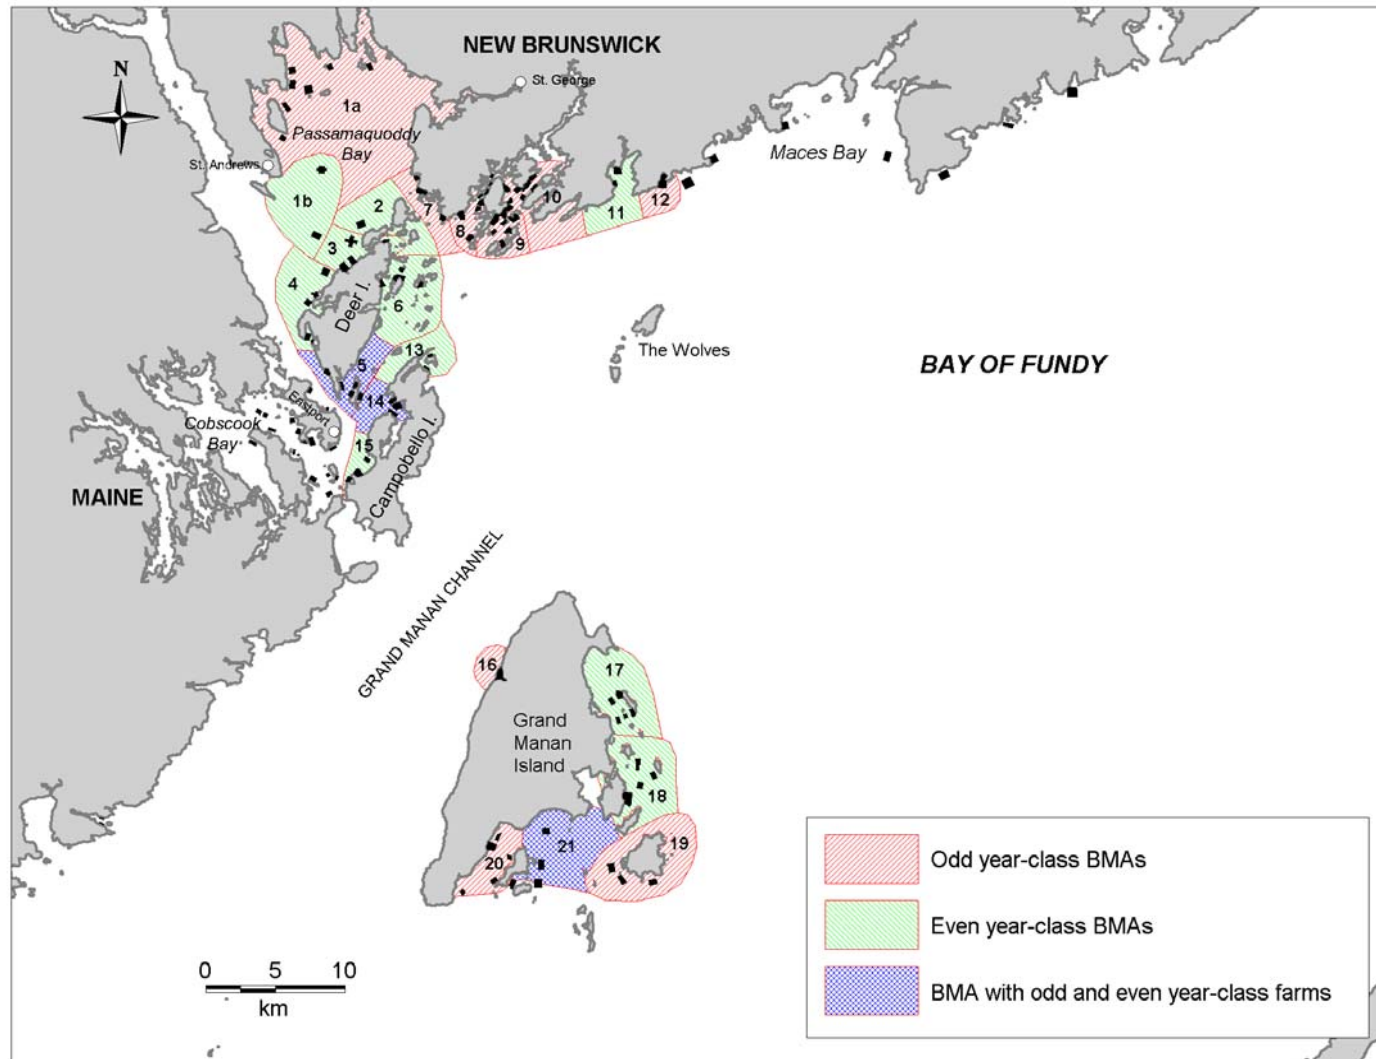 NEW BRUNSWICK
N
St. George
1a
Passamaquoddy
Bay
Maces Bay
St. Andrews
1b
2
7
10
12
11
8
9
3
4
Deer I.
6
The Wolves
13
BAY OF FUNDY
5
14
Eastport
Cobscook
Bay
15
Campobello I.
MAINE
GRAND MANAN CHANNEL
16
17
Grand
Manan
Island
18
19
21
20
Odd year-class BMAs
Even year-class BMAs
BMA with odd and even year-class farms
0 5 10
km